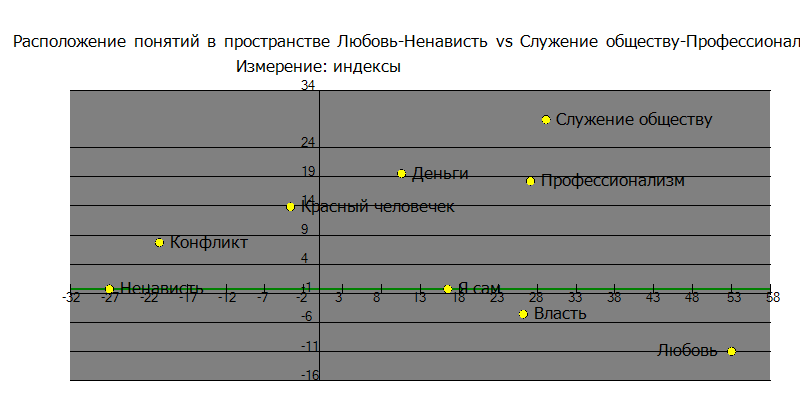 Расположение понятий в пространстве Любовь-Ненависть vs Служение обществу-Профессионал
Измерение: индексы
34
Служение обществу
24
19
Деньги
Профессионализм
14
Красный человечек
9
Конфликт
4
Ненависть
-1
Я сам
-32 -27 -22 -17 -12 -7 -2 3 8 13 18 23 28 33 38 43 48 53 58
-6
Власть
-11
Любовь
-16